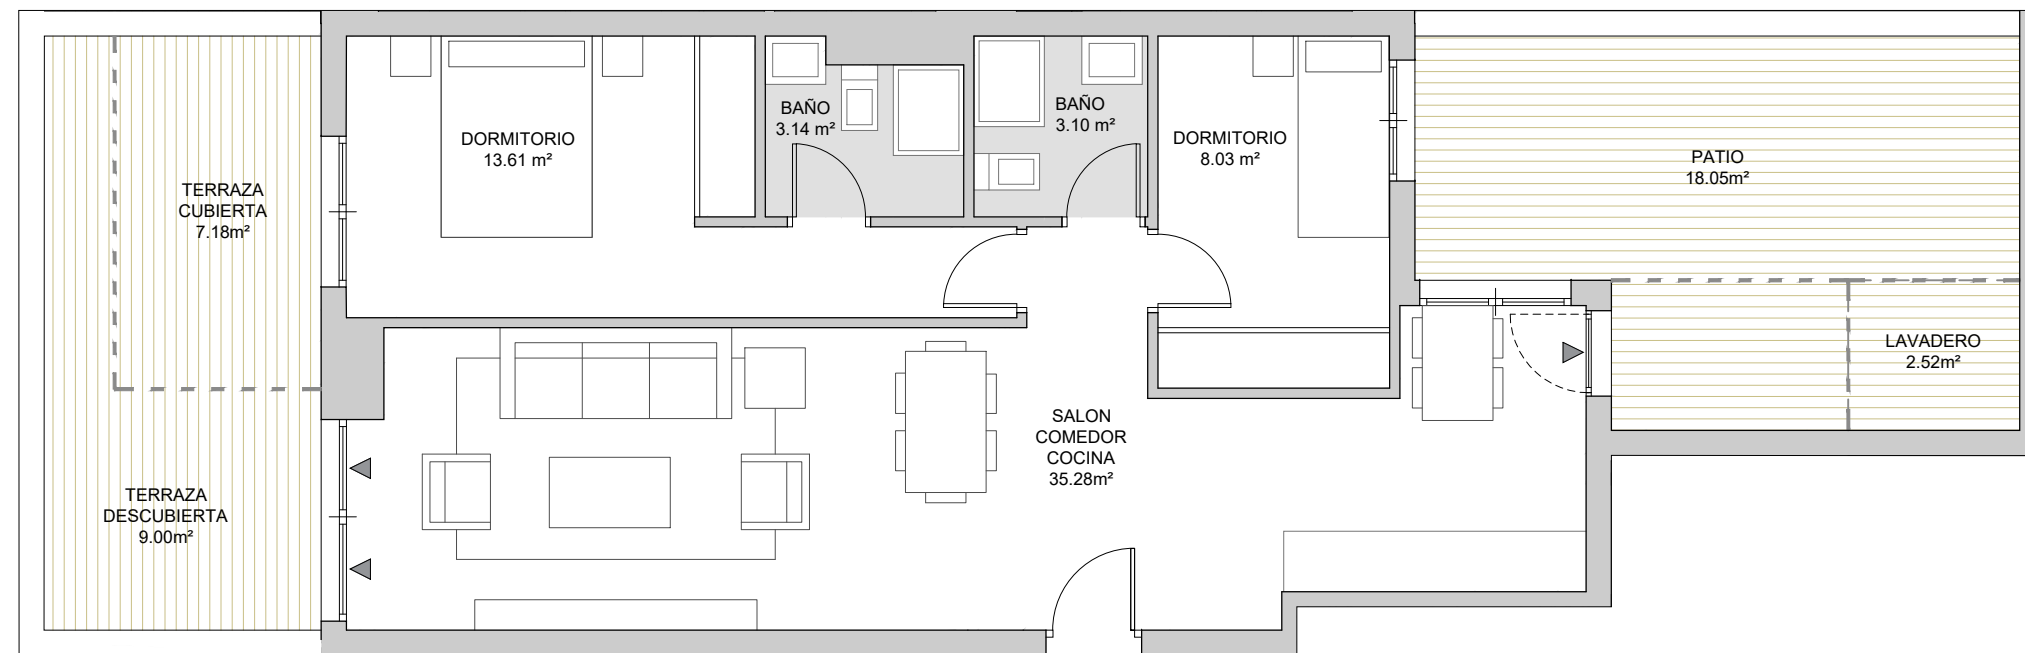 TERRAZA
CUBIERTA
7.18m²
DORMITORIO
13.61 m²
BAÑO
3.14 m²
BAÑO
3.10 m²
DORMITORIO
8.03 m²
PATIO
18.05m²
LAVADERO
2.52m²
SALON
COMEDOR
COCINA
35.28m²
TERRAZA
DESCUBIERTA
9.00m²